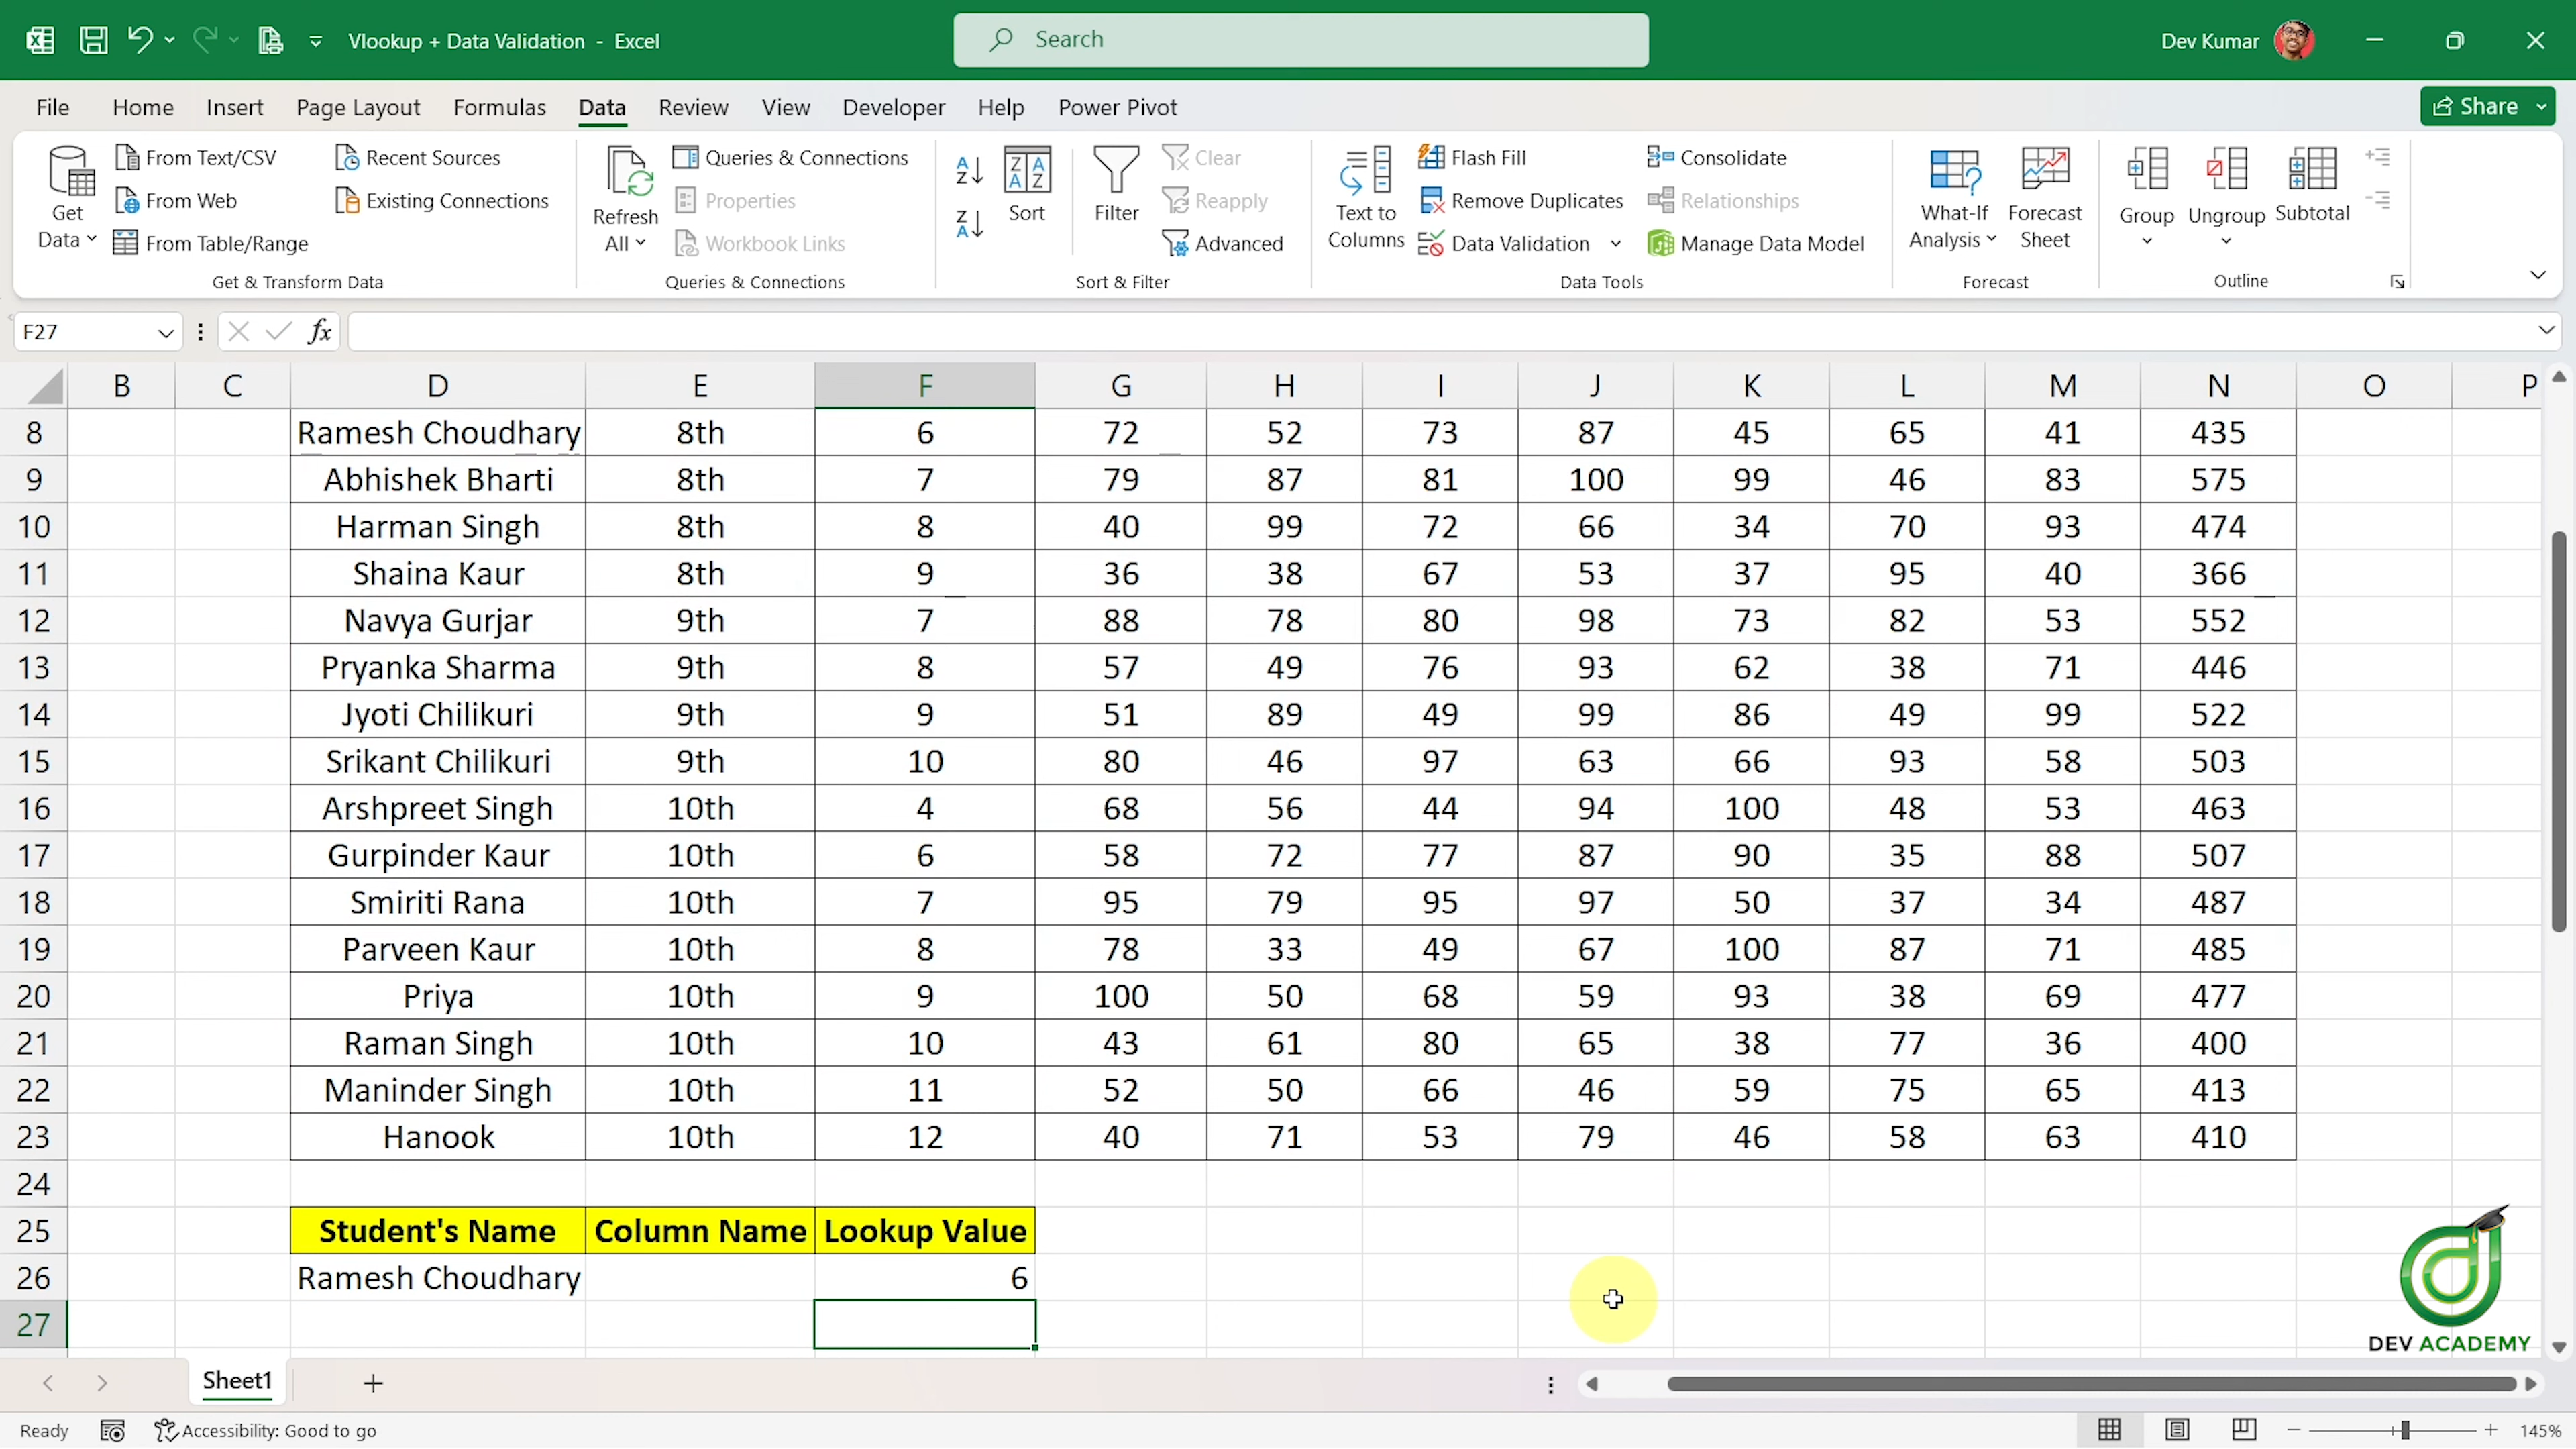 Vlookup + Data Validation - Excel
Search
Dev Kumar
File Home Insert Page Layout Formulas Data Review View Developer Help Power Pivot
Share
Get Data
From Text/CSV
From Web
From Table/Range
Recent Sources
Existing Connections
Get & Transform Data
Refresh All
Queries & Connections
Properties
Workbook Links
Queries & Connections
Sort
Filter
Clear
Reapply
Advanced
Sort & Filter
Text to Columns
Flash Fill
Remove Duplicates
Data Validation
Consolidate
Relationships
Manage Data Model
Data Tools
What-If Analysis
Forecast Sheet
Forecast
Group
Ungroup
Subtotal
Outline
F27
fx
B C D E F G H I J K L M N O P
8 Ramesh Choudhary 8th 6 72 52 73 87 45 65 41 435
9 Abhishek Bharti 8th 7 79 87 81 100 99 46 83 575
10 Harman Singh 8th 8 40 99 72 66 34 70 93 474
11 Shaina Kaur 8th 9 36 38 67 53 37 95 40 366
12 Navya Gurjar 9th 7 88 78 80 98 73 82 53 552
13 Pryanka Sharma 9th 8 57 49 76 93 62 38 71 446
14 Jyoti Chilikuri 9th 9 51 89 49 99 86 49 99 522
15 Srikant Chilikuri 9th 10 80 46 97 63 66 93 58 503
16 Arshpreet Singh 10th 4 68 56 44 94 100 48 53 463
17 Gurpinder Kaur 10th 6 58 72 77 87 90 35 88 507
18 Smiriti Rana 10th 7 95 79 95 97 50 37 34 487
19 Parveen Kaur 10th 8 78 33 49 67 100 87 71 485
20 Priya 10th 9 100 50 68 59 93 38 69 477
21 Raman Singh 10th 10 43 61 80 65 38 77 36 400
22 Maninder Singh 10th 11 52 50 66 46 59 75 65 413
23 Hanook 10th 12 40 71 53 79 46 58 63 410
24
25 Student's Name Column Name Lookup Value
26 Ramesh Choudhary 6
27
DEV ACADEMY
Sheet1
Ready
Accessibility: Good to go
145%